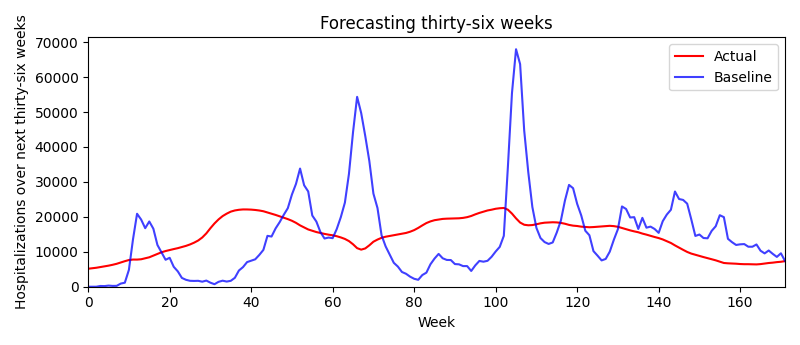 Forecasting thirty-six weeks
Hospitalizations over next thirty-six weeks
70000
60000
50000
40000
30000
20000
10000
0
Actual
Baseline
0 20 40 60 80 100 120 140 160
Week